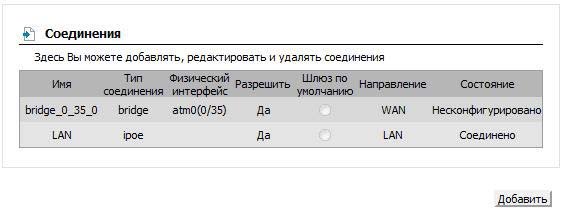 Соединения
Здесь Вы можете добавлять, редактировать и удалять соединения
Имя Тип соединения Физический интерфейс Разрешить Шлюз по умолчанию Направление Состояние
bridge_0_35_0 bridge atm0(0/35) Да WAN Несконфигурировано
LAN ipoe Да LAN Соединено
Добавить